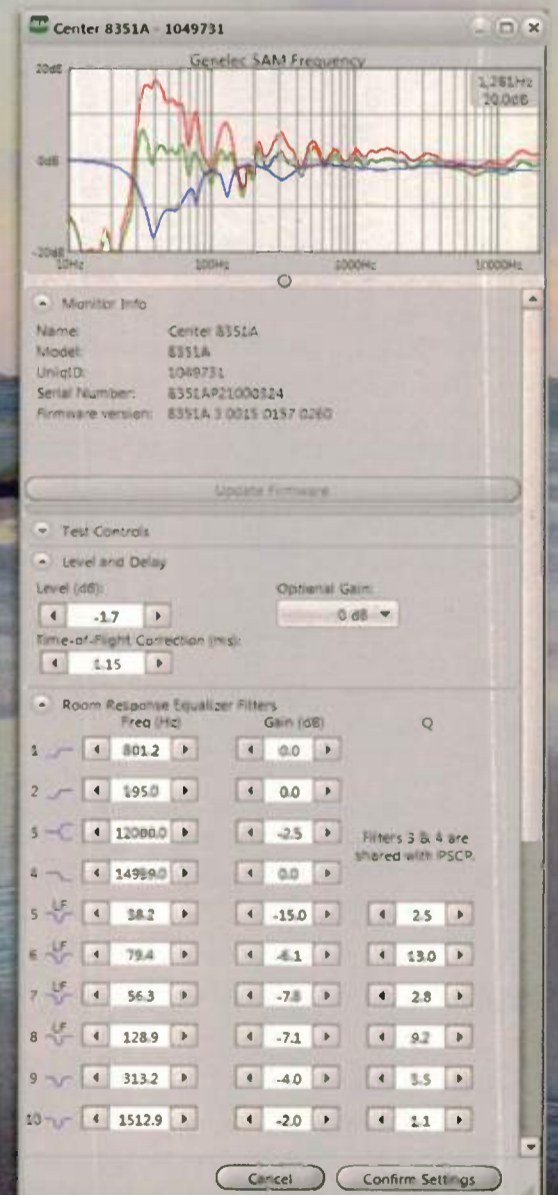 Center 8351A - 1049731
Genelec SAM Frequency
20dB
1,281Hz
20.0dB
0dB
-20dB
10Hz 100Hz 1000Hz 10000Hz
Monitor Info
Name: Center 8351A
Model: 8351A
UniqID: 1049731
Serial Number: 8351AP21000324
Firmware version: 8351A 3 0015 0157 0260
Update Firmware
Test Controls
Level and Delay
Level (dB): Optional Gain:
-1.7 0 dB
Time-of-Flight Correction (ms):
1.15
Room Response Equalizer Filters
Freq (Hz) Gain (dB) Q
1 801.2 0.0
2 195.0 0.0
3 12000.0 -2.5
Filters 3 & 4 are
shared with PSCP.
4 14989.0 0.0
5 LF 38.2 -15.0 2.5
6 LF 79.4 -6.1 13.0
7 LF 56.3 -7.8 2.8
8 LF 128.9 -7.1 9.2
9 313.2 -4.0 3.5
10 1512.9 -2.0 1.1
Cancel Confirm Settings